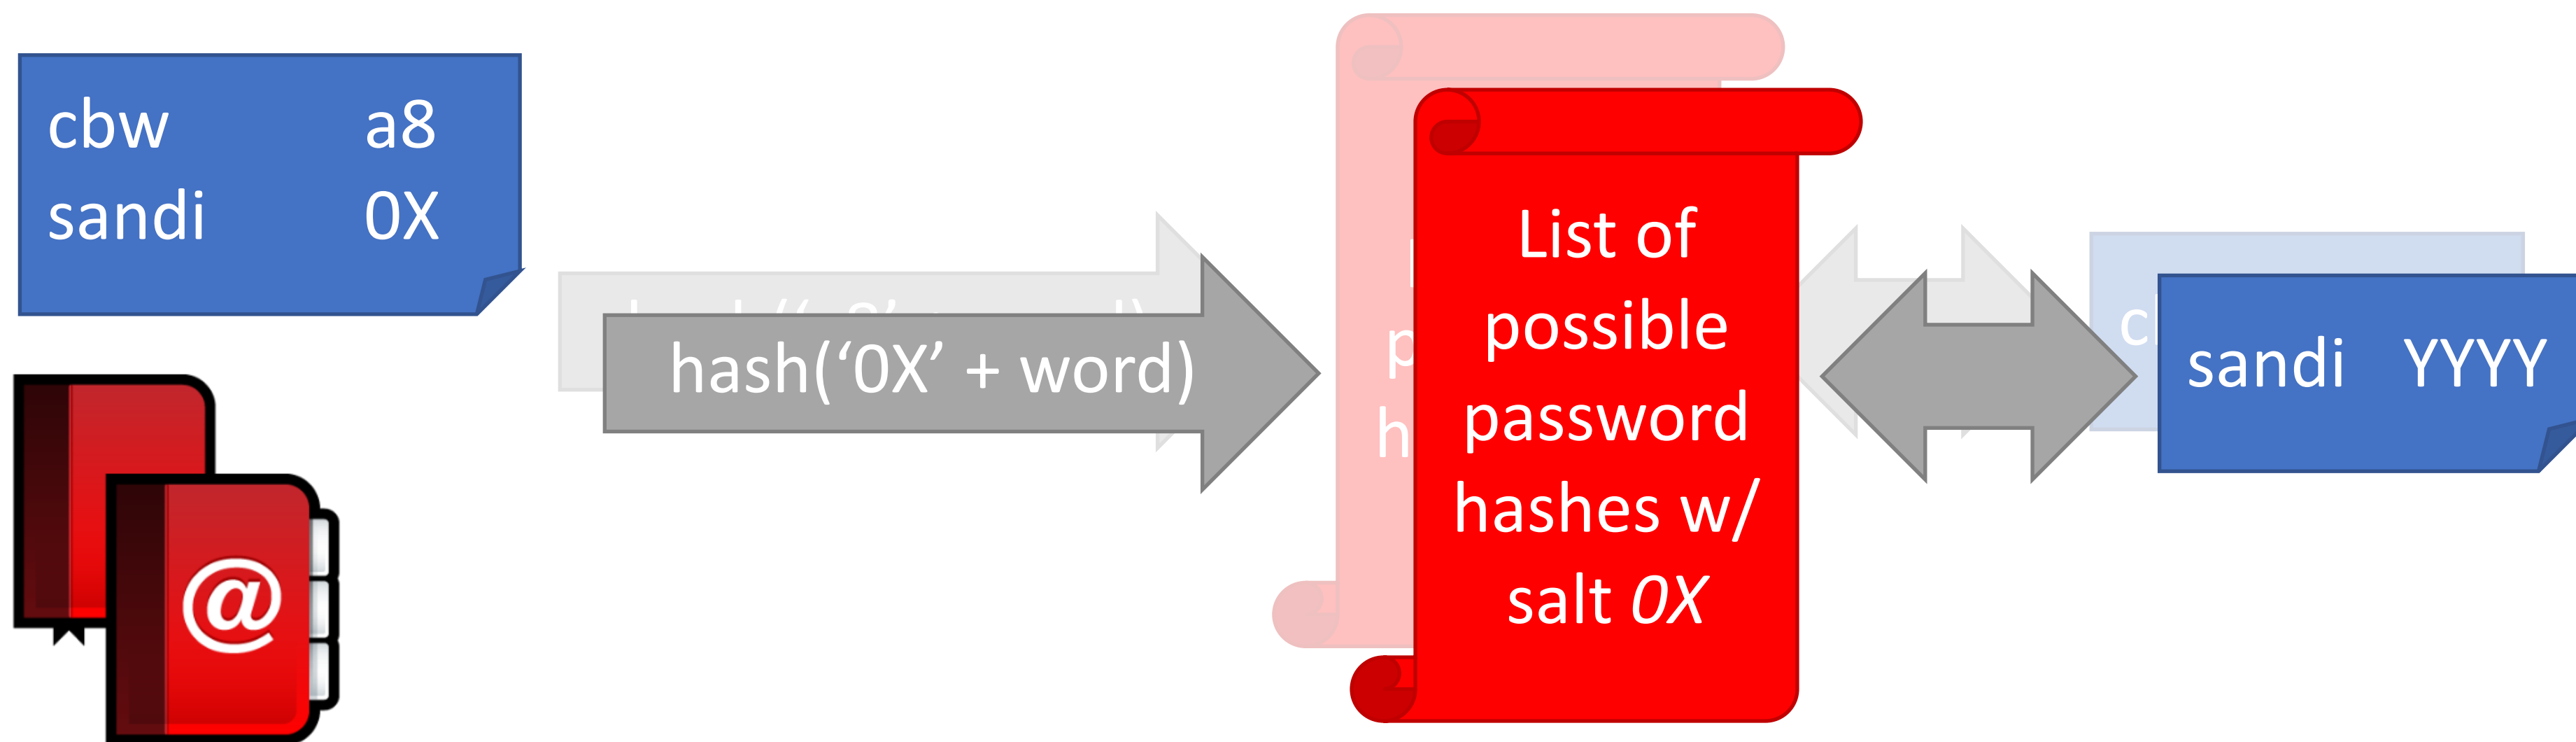 cbw a8
sandi 0X
hash(‘0X’ + word)
List of
possible
password
hashes w/
salt 0X
sandi YYYY
@